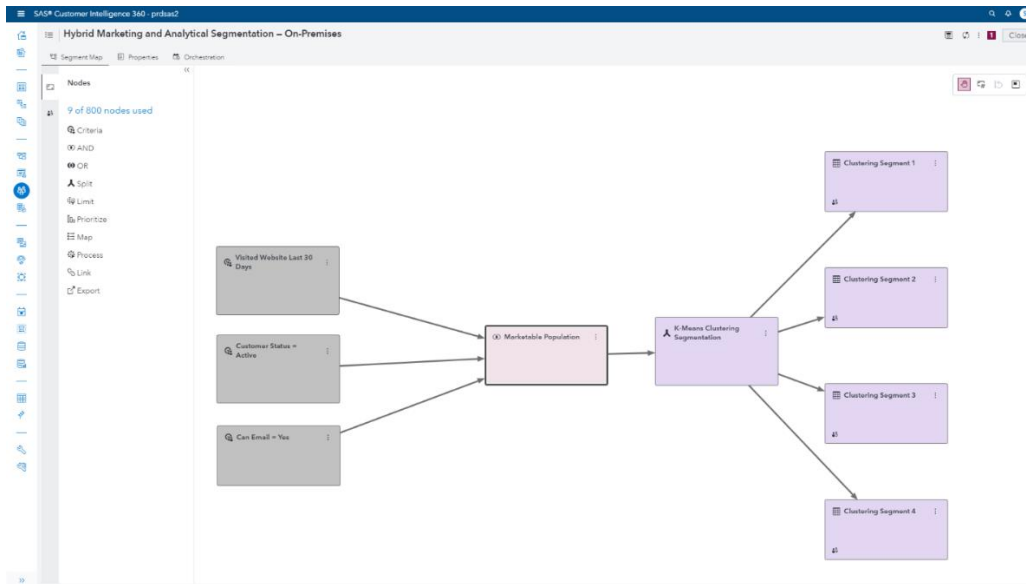 SAS® Customer Intelligence 360 - prdsas2
Hybrid Marketing and Analytical Segmentation – On-Premises
1
Close
Segment Map
Properties
Orchestration
Nodes
9 of 800 nodes used
Criteria
AND
OR
Split
Limit
Prioritize
Map
Process
Link
Export
Visited Website Last 30
Days
Customer Status =
Active
Can Email = Yes
Marketable Population
K-Means Clustering
Segmentation
Clustering Segment 1
Clustering Segment 2
Clustering Segment 3
Clustering Segment 4